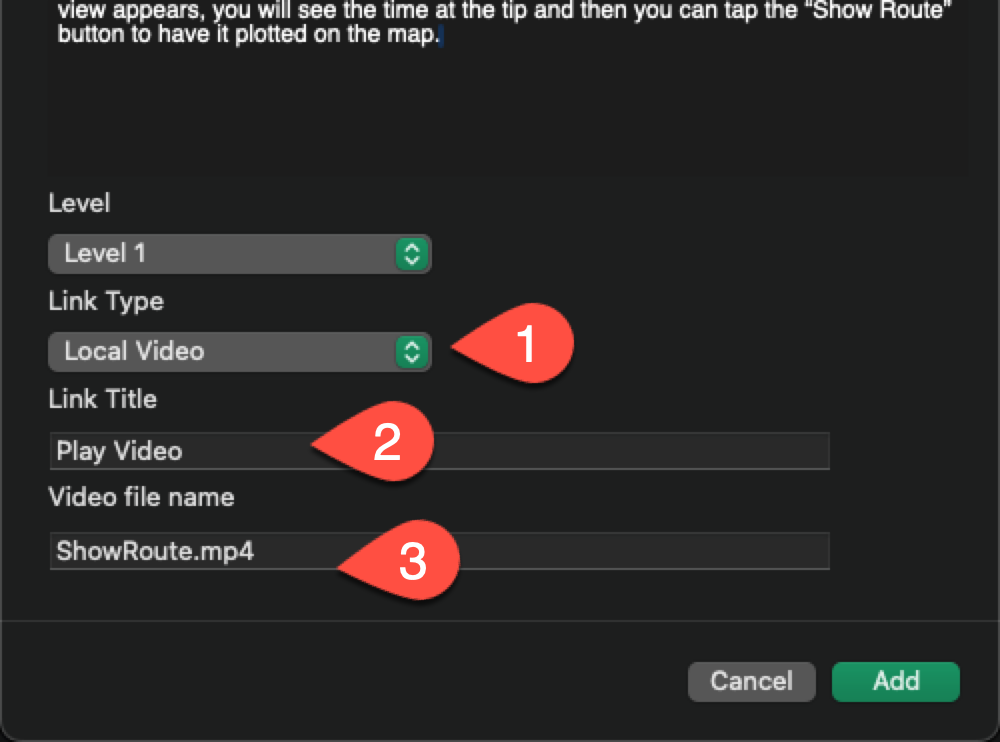 view appears, you will see the time at the tip and then you can tap the “Show Route”
button to have it plotted on the map.
Level
Level 1
Link Type
Local Video
1
Link Title
Play Video
2
Video file name
ShowRoute.mp4
3
Cancel
Add